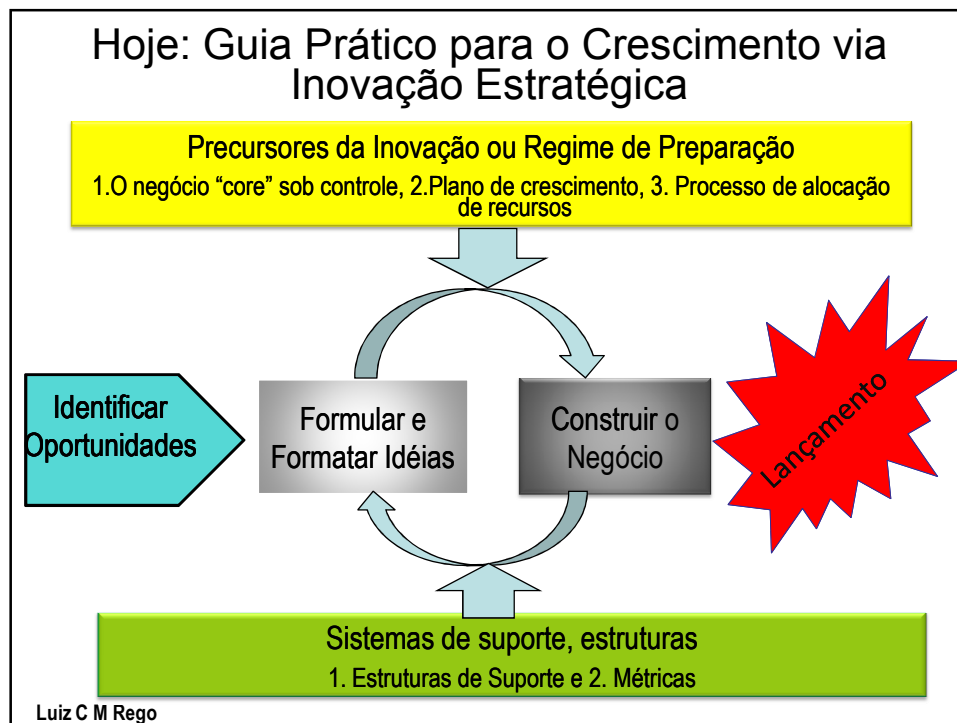 Hoje: Guia Prático para o Crescimento via
Inovação Estratégica
Precursores da Inovação ou Regime de Preparação
1.O negócio “core” sob controle, 2.Plano de crescimento, 3. Processo de alocação
de recursos
Identificar
Oportunidades
Formular e
Formatar Idéias
Construir o
Negócio
Lançamento
Sistemas de suporte, estruturas
1. Estruturas de Suporte e 2. Métricas
Luiz C M Rego